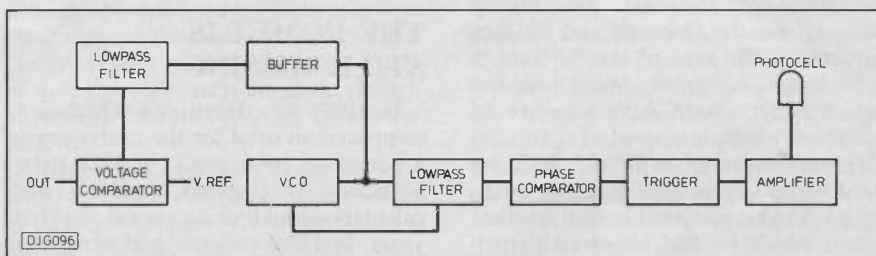 LOWPASS
FILTER
BUFFER
PHOTOCELL
OUT
VOLTAGE
COMPARATOR
V. REF.
VCO
LOWPASS
FILTER
PHASE
COMPARATOR
TRIGGER
AMPLIFIER
DJG096